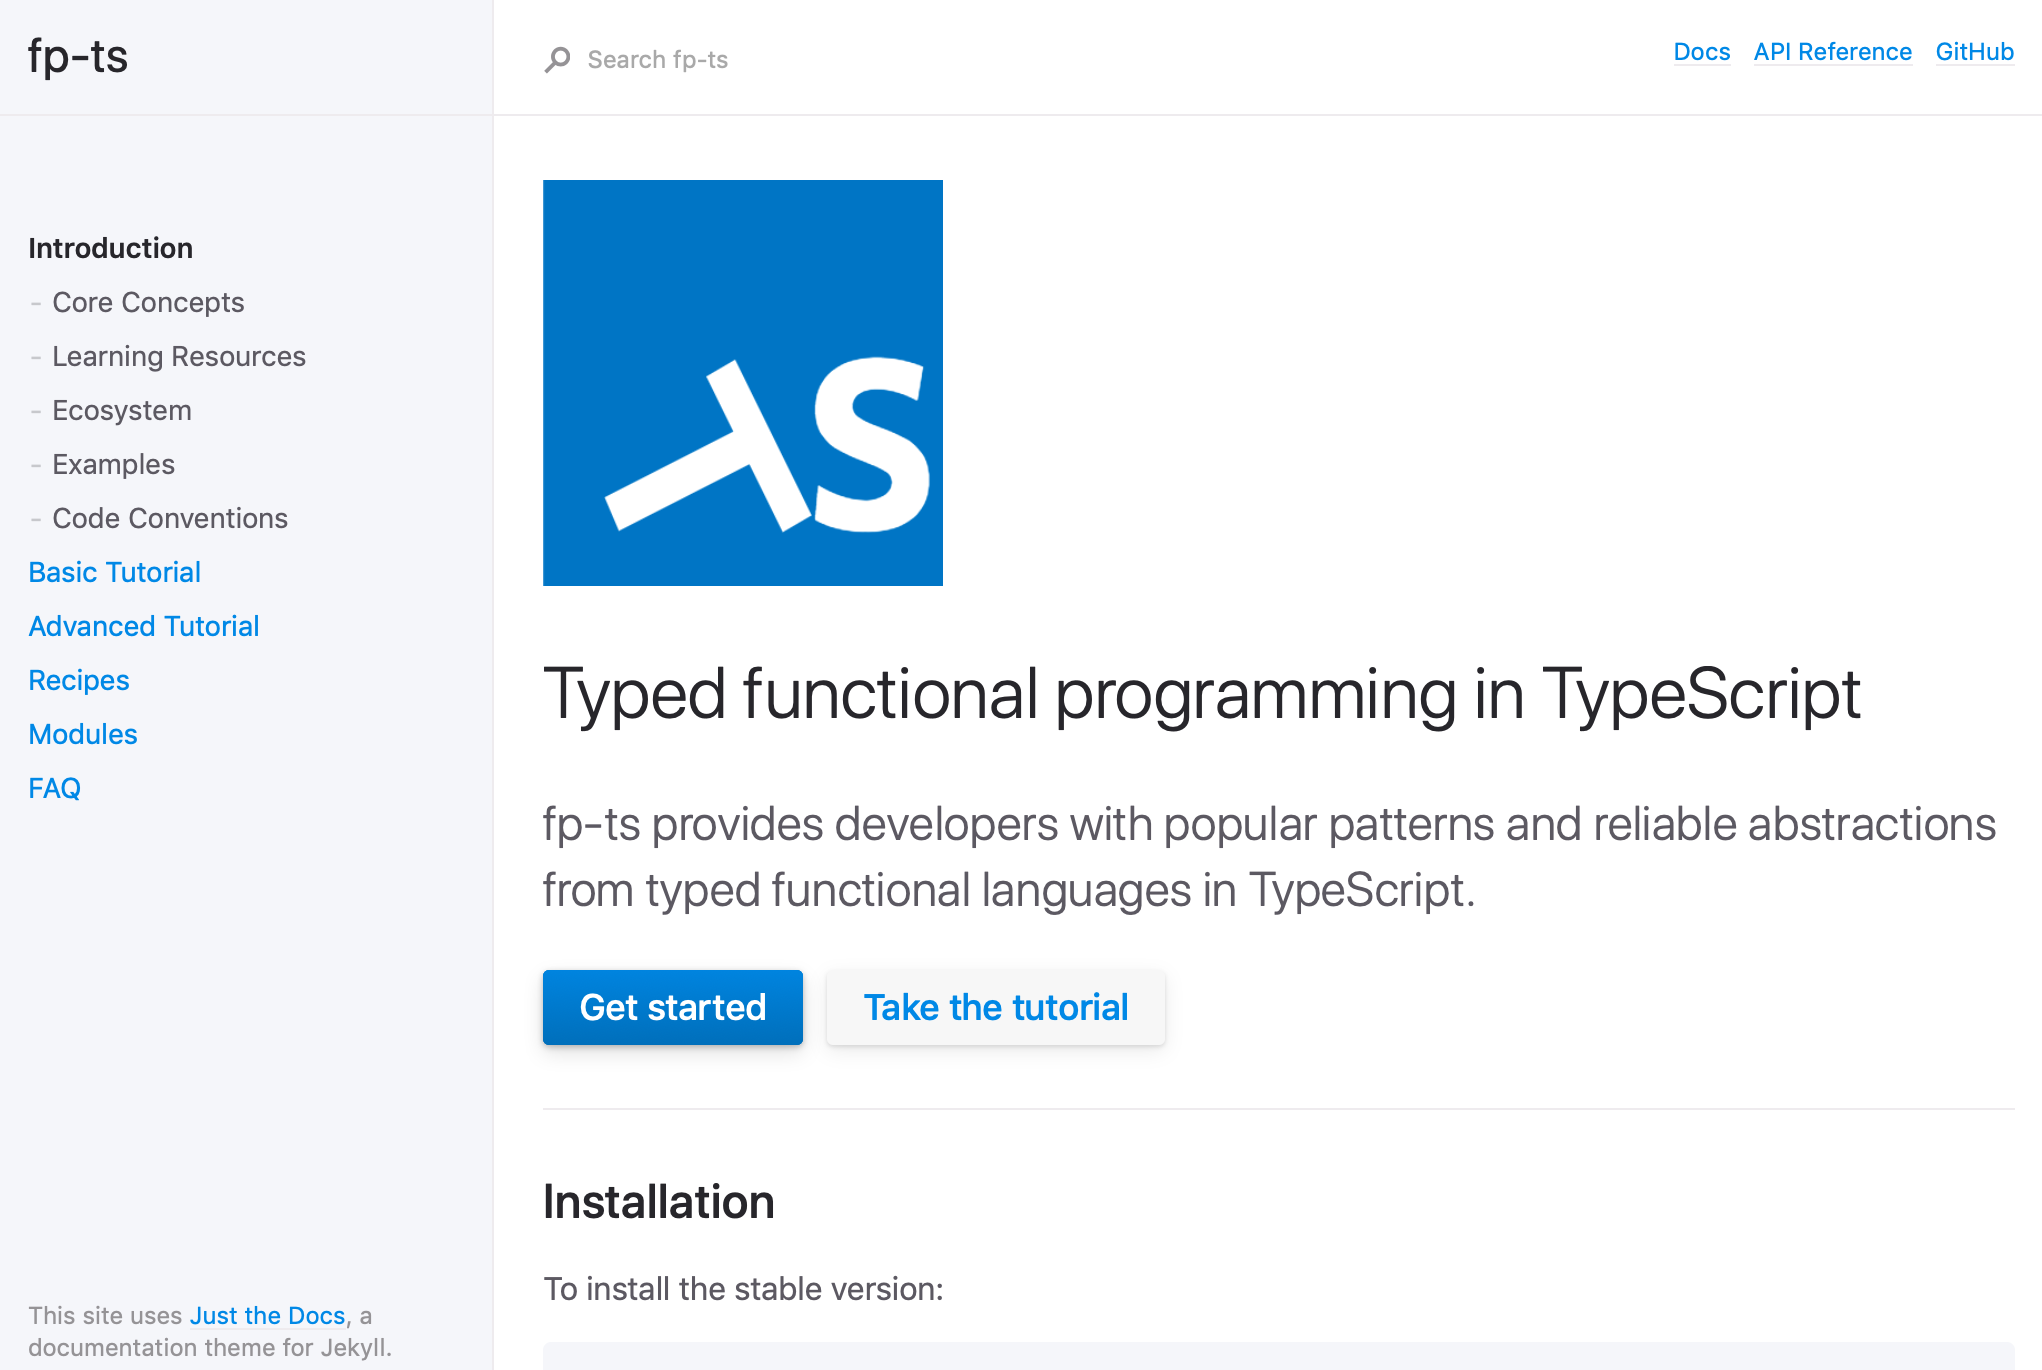 fp-ts
Search fp-ts
Docs API Reference GitHub
Introduction
- Core Concepts
- Learning Resources
- Ecosystem
- Examples
- Code Conventions
Basic Tutorial
Advanced Tutorial
Recipes
Modules
FAQ
This site uses Just the Docs, a
documentation theme for Jekyll.
TS
Typed functional programming in TypeScript
fp-ts provides developers with popular patterns and reliable abstractions
from typed functional languages in TypeScript.
Get started Take the tutorial
Installation
To install the stable version: